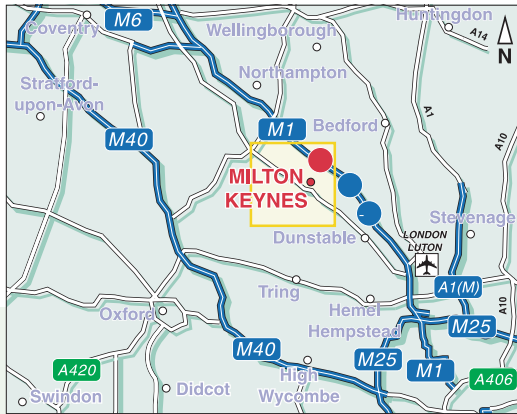 Huntingdon
M6
Coventry
Wellingborough
A14
N
Northampton
Stratford-
upon-Avon
A1
M1
Bedford
M40
A10
MILTON
KEYNES
Stevenage
LONDON
LUTON
Dunstable
Tring
A1(M)
A10
Hemel
Hempstead
Oxford
M25
M40
M25
A420
High
Wycombe
M1
A406
Didcot
Swindon